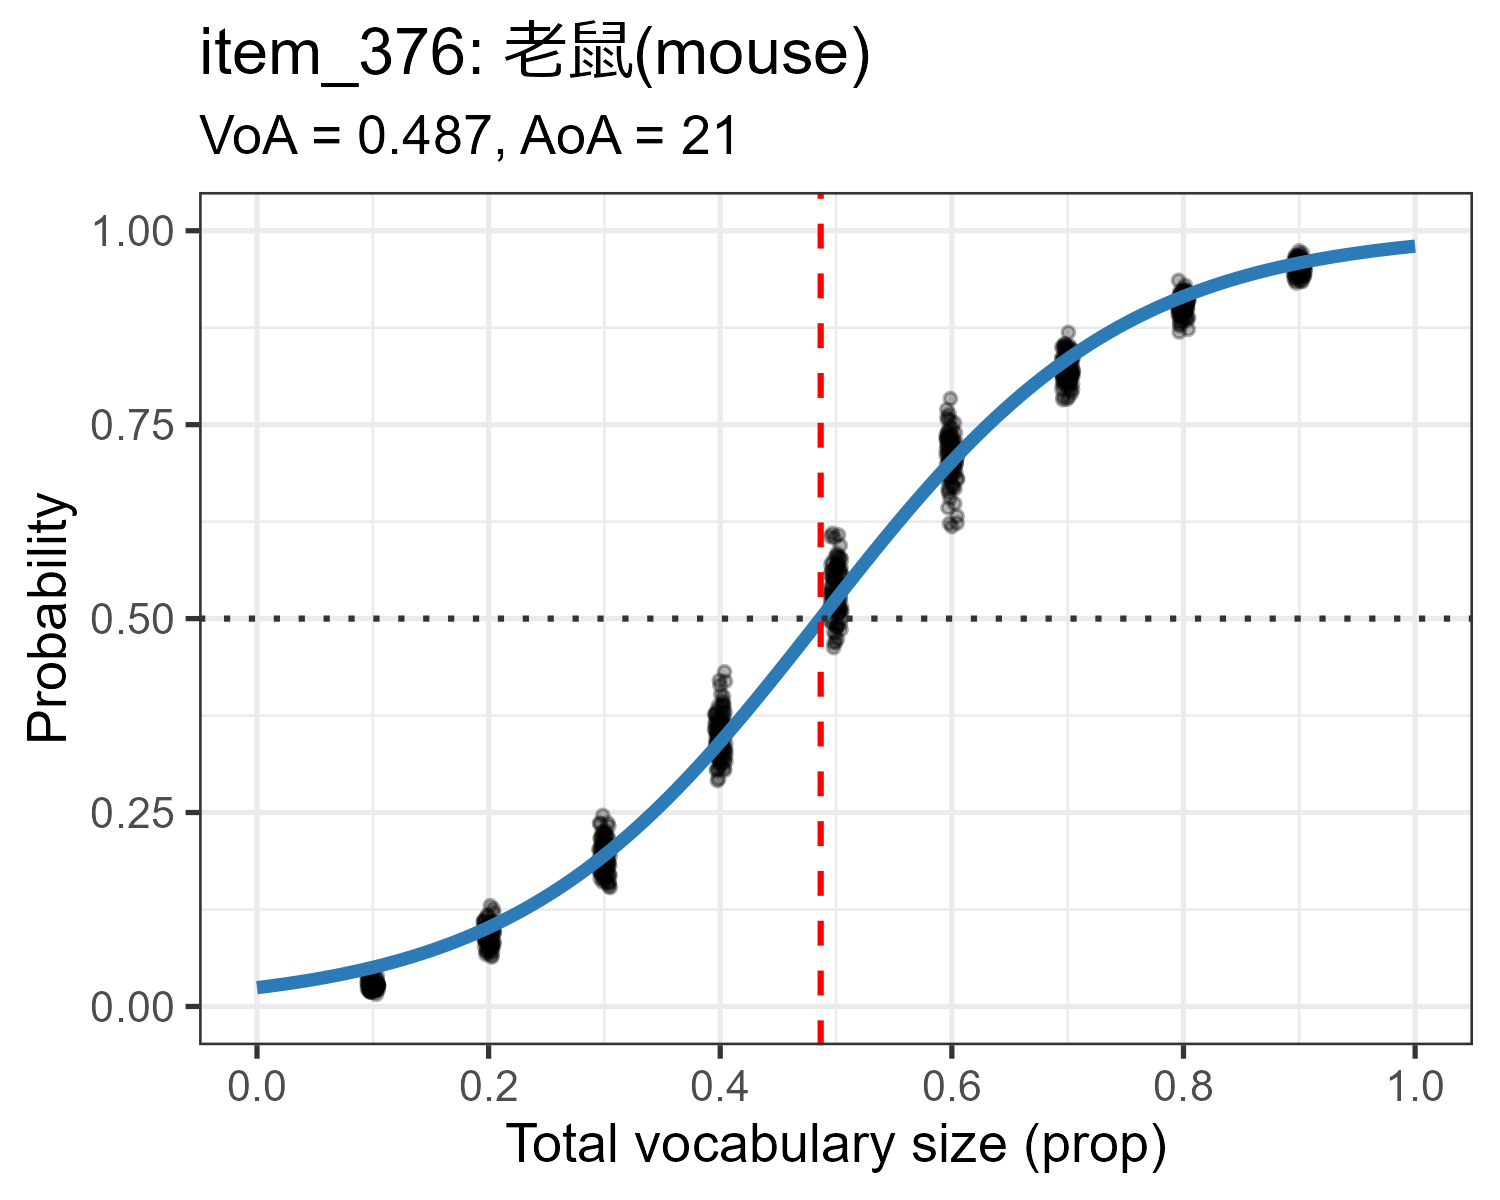 item_376: 老鼠(mouse)
VoA = 0.487, AoA = 21
1.00
0.75
0.50
0.25
0.00
Probability
0.0 0.2 0.4 0.6 0.8 1.0
Total vocabulary size (prop)